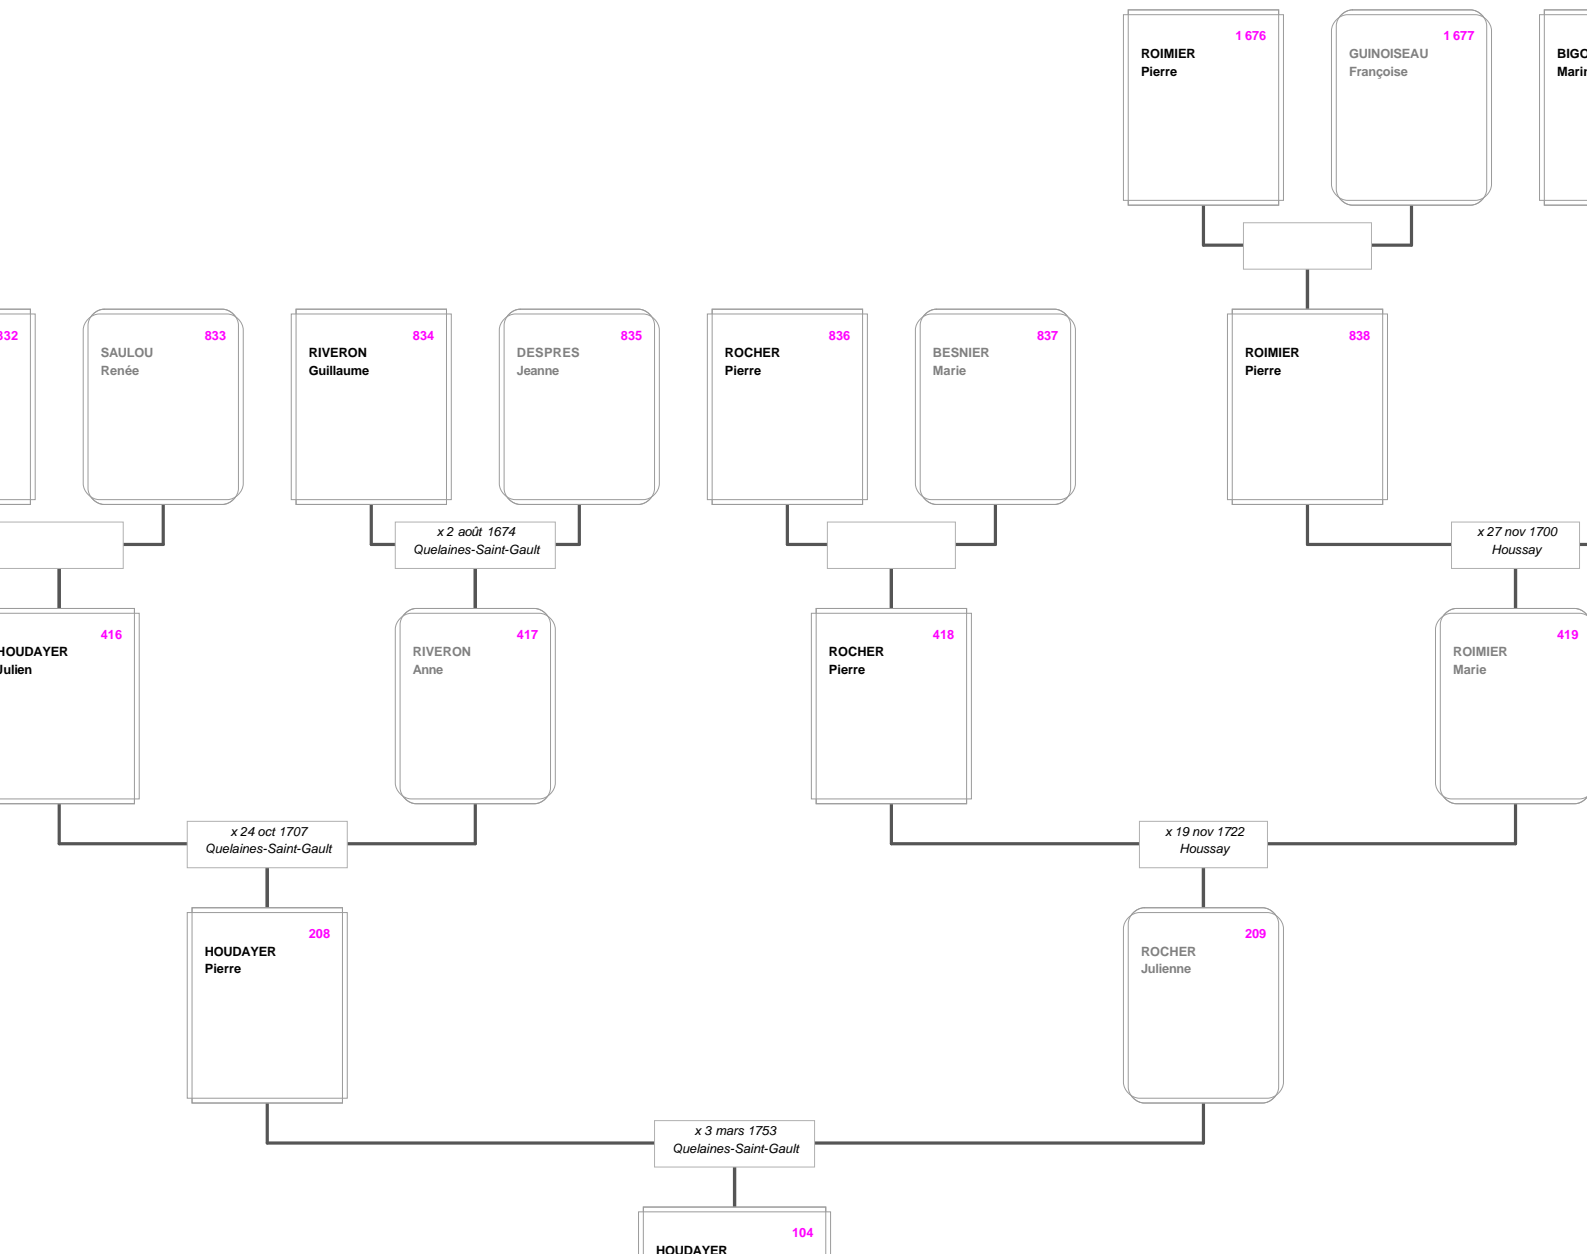 1 676
ROIMIER
Pierre
1 677
GUINOISEAU
Françoise
833
SAULOU
Renée
834
RIVERON
Guillaume
835
DESPRES
Jeanne
836
ROCHER
Pierre
837
BESNIER
Marie
838
ROIMIER
Pierre
x 2 août 1674
Quelaines-Saint-Gault
x 27 nov 1700
Houssay
416
HOUDAYER
Julien
417
RIVERON
Anne
418
ROCHER
Pierre
419
ROIMIER
Marie
x 24 oct 1707
Quelaines-Saint-Gault
x 19 nov 1722
Houssay
208
HOUDAYER
Pierre
209
ROCHER
Julienne
x 3 mars 1753
Quelaines-Saint-Gault
104
HOUDAYER